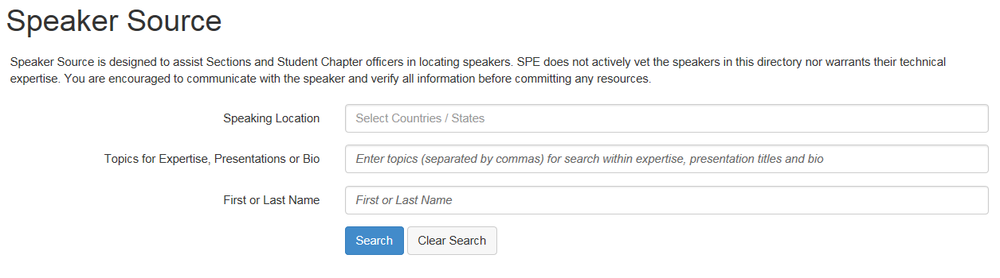 Speaker Source
Speaker Source is designed to assist Sections and Student Chapter officers in locating speakers. SPE does not actively vet the speakers in this directory nor warrants their technical
expertise. You are encouraged to communicate with the speaker and verify all information before committing any resources.
Speaking Location Select Countries / States
Topics for Expertise, Presentations or Bio Enter topics (separated by commas) for search within expertise, presentation titles and bio
First or Last Name First or Last Name
Search Clear Search